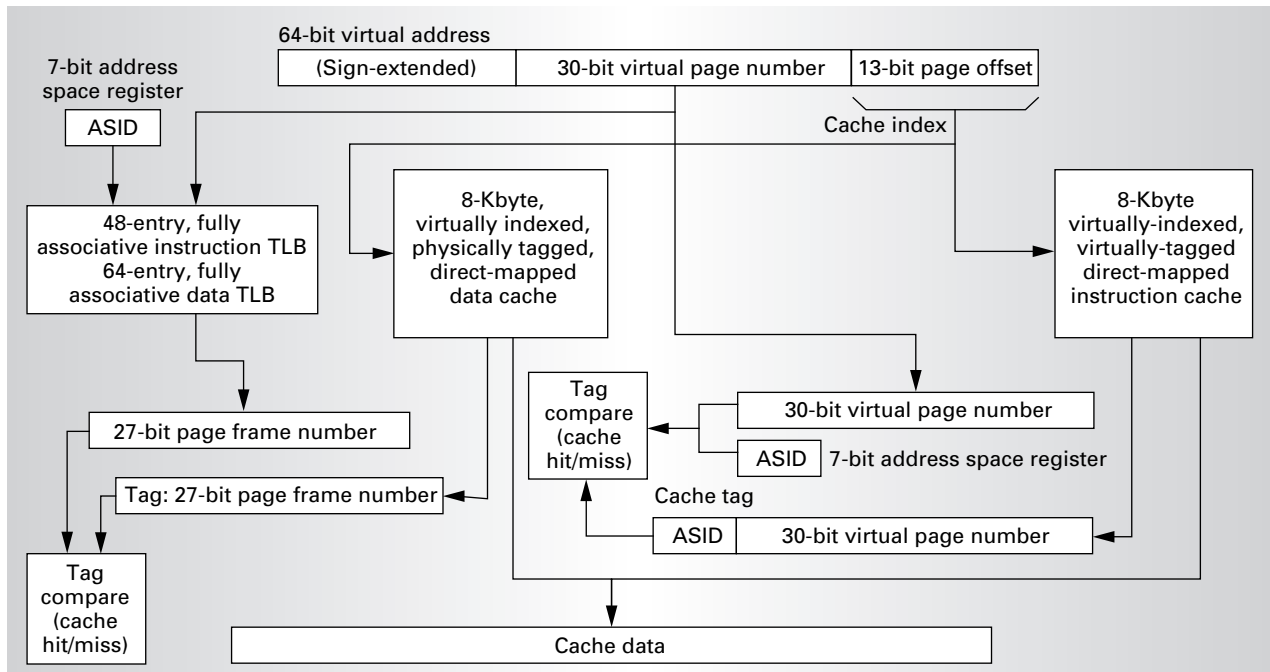 64-bit virtual address
(Sign-extended)
30-bit virtual page number
13-bit page offset
7-bit address
space register
ASID
Cache index
48-entry, fully
associative instruction TLB
64-entry, fully
associative data TLB
8-Kbyte,
virtually indexed,
physically tagged,
direct-mapped
data cache
8-Kbyte
virtually-indexed,
virtually-tagged
direct-mapped
instruction cache
Tag
compare
(cache
hit/miss)
30-bit virtual page number
ASID
7-bit address space register
27-bit page frame number
Tag: 27-bit page frame number
Cache tag
ASID
30-bit virtual page number
Tag
compare
(cache
hit/miss)
Cache data